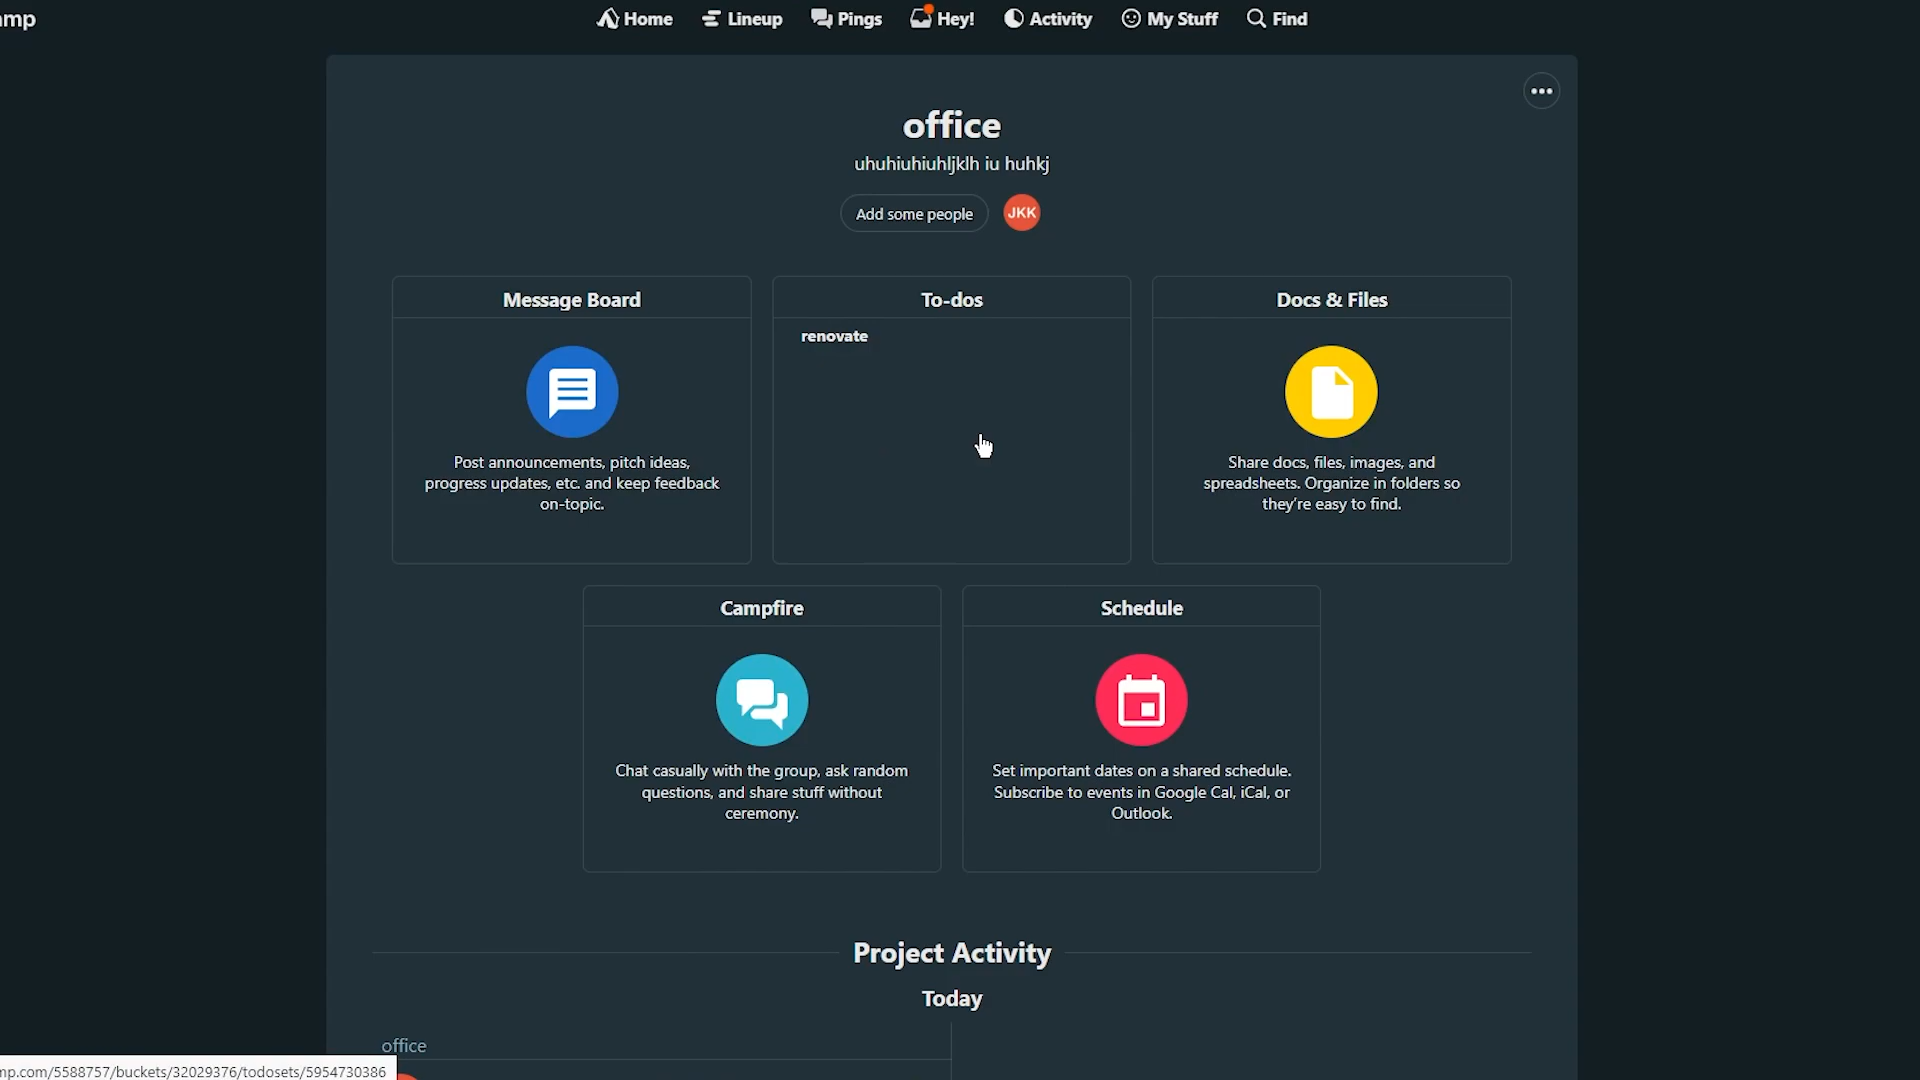 mp
Home Lineup Pings Hey! Activity My Stuff Find
office
uhuhiuhiuhljklh iu huhkj
Add some people JKK
Message Board
Post announcements, pitch ideas,
progress updates, etc. and keep feedback
on-topic.
To-dos
renovate
Docs & Files
Share docs, files, images, and
spreadsheets. Organize in folders so
they're easy to find.
Campfire
Chat casually with the group, ask random
questions, and share stuff without
ceremony.
Schedule
Set important dates on a shared schedule.
Subscribe to events in Google Cal, iCal, or
Outlook.
Project Activity
Today
office
mp.com/5588757/buckets/32029376/todosets/5954730386